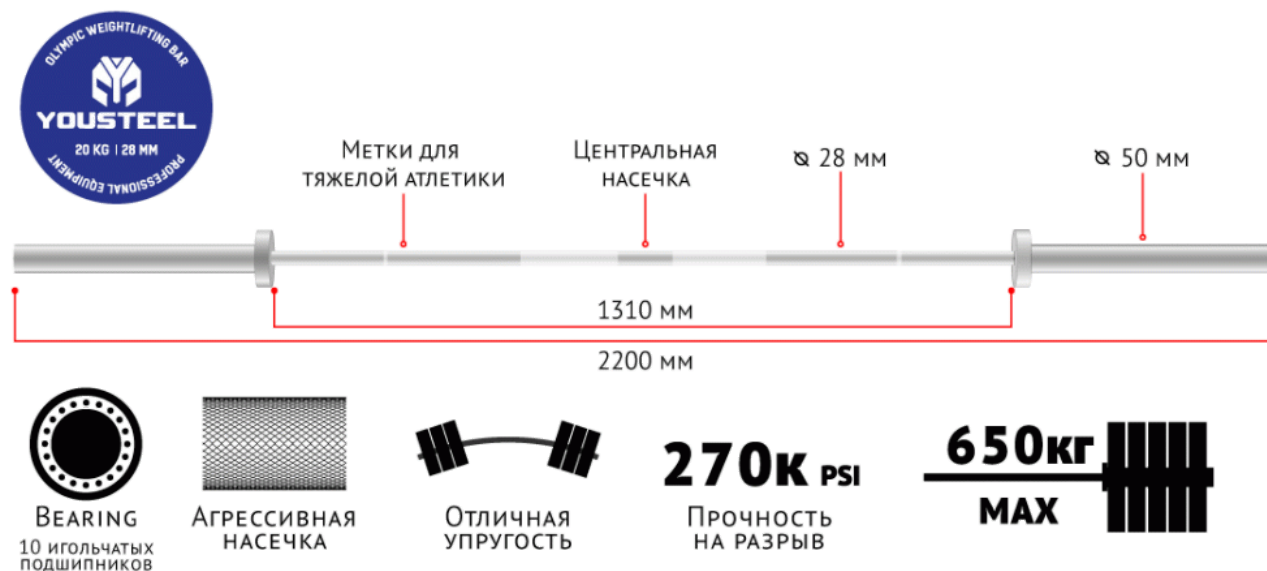 OLYMPIC WEIGHTLIFTING BAR
YOUSTEEL
20 KG | 28 MM
PROFESSIONAL EQUIPMENT
Метки для
тяжелой атлетики
Центральная
насечка
⌀ 28 мм
⌀ 50 мм
1310 мм
2200 мм
Bearing
10 игольчатых
подшипников
Агрессивная
насечка
Отличная
упругость
270к PSI
Прочность
на разрыв
650кг
MAX